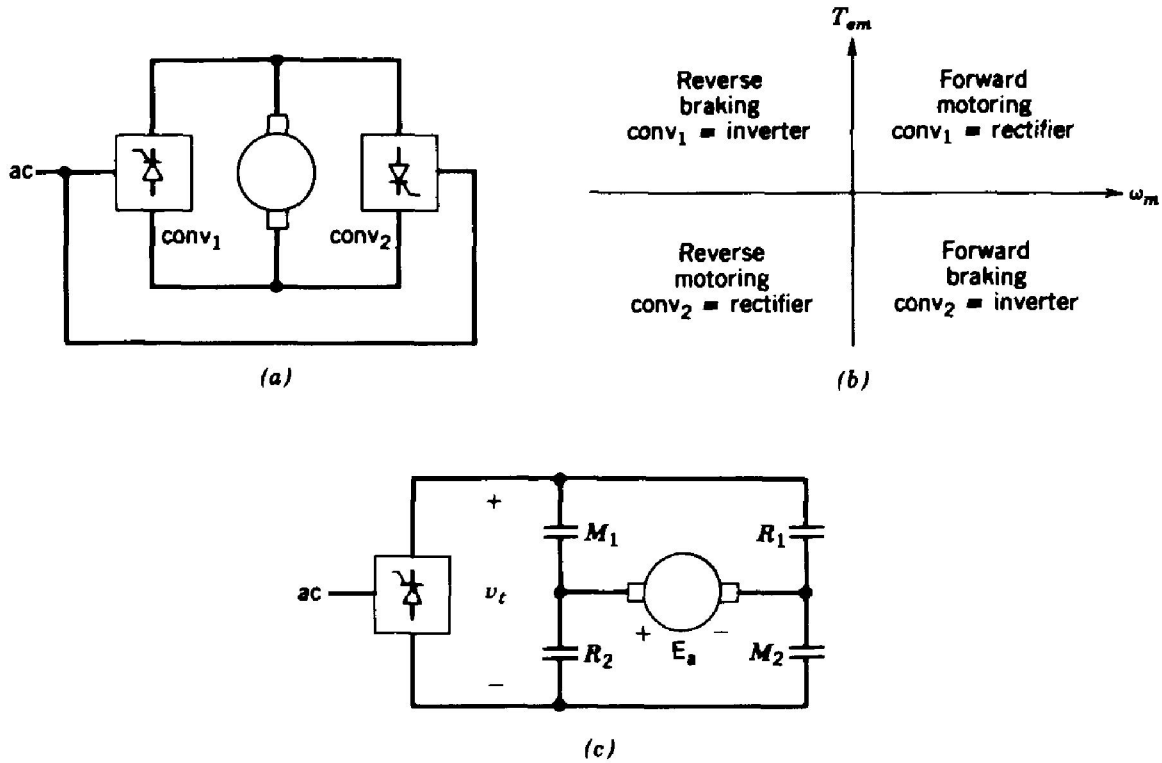 ac
conv₁
conv₂
(a)
Tₑₘ
Reverse
braking
conv₁ = inverter
Forward
motoring
conv₁ = rectifier
ωₘ
Reverse
motoring
conv₂ = rectifier
Forward
braking
conv₂ = inverter
(b)
ac
+
vₜ
−
M₁
R₁
R₂
M₂
+
−
Eₐ
(c)